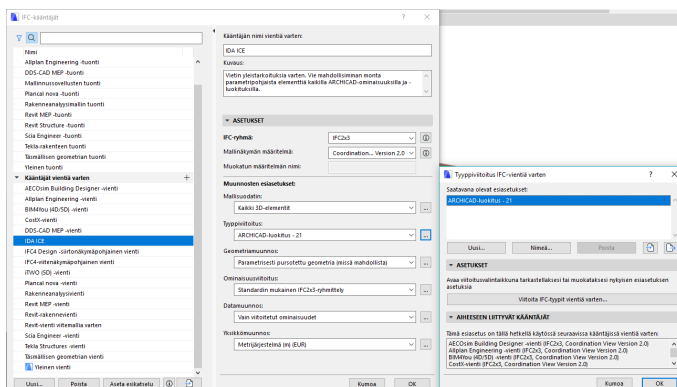 IFC-kääntäjät
Nimi
Allplan Engineering -tuonti
DDS-CAD MEP -tuonti
Mallinnussovellusten tuonti
Plancal nova -tuonti
Rakenneanalyysimallin tuonti
Revit MEP -tuonti
Revit Structure -tuonti
Scia Engineer -tuonti
Tekla-rakenteen tuonti
Täsmällisen geometrian tuonti
Yleinen tuonti
Kääntäjät vientiä varten
AECOsim Building Designer -vienti
Allplan Engineering -vienti
BIM4You (4D/5D) -vienti
CostX-vienti
DDS-CAD MEP -vienti
IDA ICE
IFC4 Design -siirtonäkymäpohjainen vienti
IFC4-viitenäkymäpohjainen vienti
iTWO (5D) -vienti
Plancal nova -vienti
Rakenneanalyysivienti
Revit MEP -vienti
Revit-rakennevienti
Revit-vienti viitemallia varten
Scia Engineer -vienti
Tekla Structures -vienti
Täsmällisen geometrian vienti
Yleinen vienti
Uusi...
Poista
Aseta esikatselu
Kääntäjän nimi vientiä varten:
IDA ICE
Kuvaus:
Vietin yleistarkoituksia varten. Vie mahdollisimman monta
parametripohjaista elementtiä kaikilla ARCHICAD-ominaisuuksilla ja -
luokituksilla.
ASETUKSET
IFC-ryhmä:
IFC2x3
Mallinäkymän määritelmä:
Coordination... Version 2.0
Muokatun määritelmän nimi:
Muunnosten esiasetukset:
Mallisuodatin:
Kaikki 3D-elementit
Tyyppiviitoitus:
ARCHICAD-luokitus - 21
Geometriamuunnos:
Parametrisesti pursotettu geometria (missä mahdollista)
Ominaisuusviitoitus:
Standardin mukainen IFC2x3-ryhmittely
Datamuunnos:
Vain viitoitetut ominaisuudet
Yksikkömuunnos:
Metrijärjestelmä (m) (EUR)
Kumoa
OK
Tyyppiviitoitus IFC-vientiä varten
Saatavana olevat esiasetukset:
ARCHICAD-luokitus - 21
Uusi...
Nimeä...
Poista
ASETUKSET
Avaa viitoitusvalintaikkuna tarkastellaksesi tai muokataksesi nykyisen esiasetuksen
asetuksia
Viitoita IFC-tyypit vientiä varten...
AIHEESEEN LIITTYVÄT KÄÄNTÄJÄT
Tämä esiasetus on tällä hetkellä käytössä seuraavissa kääntäjissä vientiä varten:
AECOsim Building Designer -vienti (IFC2x3, Coordination View Version 2.0)
Allplan Engineering -vienti (IFC2x3, Coordination View Version 2.0)
BIM4You (4D/5D) -vienti (IFC2x3, Coordination View Version 2.0)
CostX-vienti (IFC2x3, Coordination View Version 2.0)
Kumoa
OK